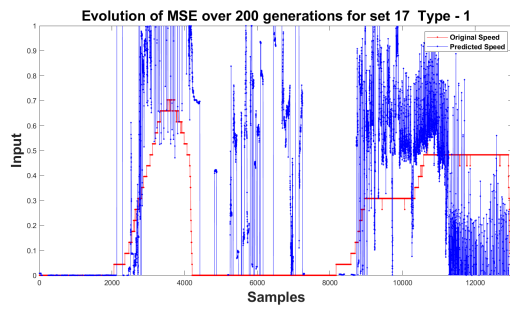 Evolution of MSE over 200 generations for set 17 Type - 1
Original Speed
Predicted Speed
1
0.9
0.8
0.7
0.6
0.5
0.4
0.3
0.2
0.1
0
Input
0 2000 4000 6000 8000 10000 12000
Samples